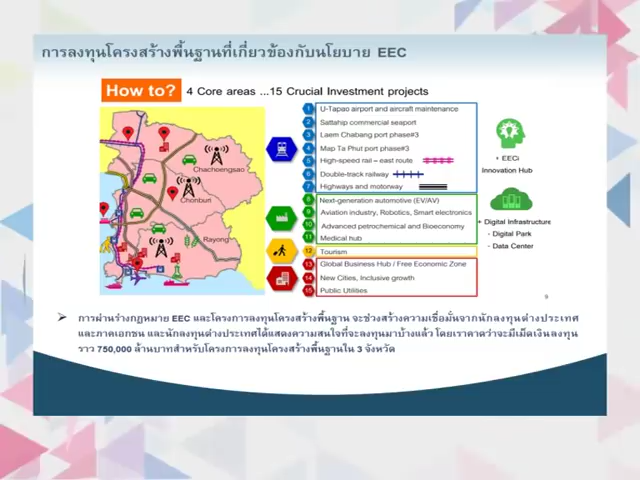 การลงทุนโครงสร้างพื้นฐานที่เกี่ยวข้องกับนโยบาย EEC
How to? 4 Core areas ...15 Crucial Investment projects
Chachoengsao
Chonburi
Rayong
1 U-Tapao airport and aircraft maintenance
2 Sattahip commercial seaport
3 Laem Chabang port phase#3
4 Map Ta Phut port phase#3
5 High-speed rail – east route
6 Double-track railway
7 Highways and motorway
8 Next-generation automotive (EV/AV)
9 Aviation industry, Robotics, Smart electronics
10 Advanced petrochemical and Bioeconomy
11 Medical hub
12 Tourism
13 Global Business Hub / Free Economic Zone
14 New Cities, Inclusive growth
15 Public Utilities
+ EECi
Innovation Hub
+ Digital Infrastructure
- Digital Park
- Data Center
การผ่านร่างกฎหมาย EEC และโครงการลงทุนโครงสร้างพื้นฐาน จะช่วงสร้างความเชื่อมั่นจากนักลงทุนต่างประเทศ
และภาคเอกชน และนักลงทุนต่างประเทศได้แสดงความสนใจที่จะลงทุนมาบ้างแล้ว โดยเราคาดว่าจะมีเม็ดเงินลงทุน
ราว 750,000 ล้านบาทสำหรับโครงการลงทุนโครงสร้างพื้นฐานใน 3 จังหวัด